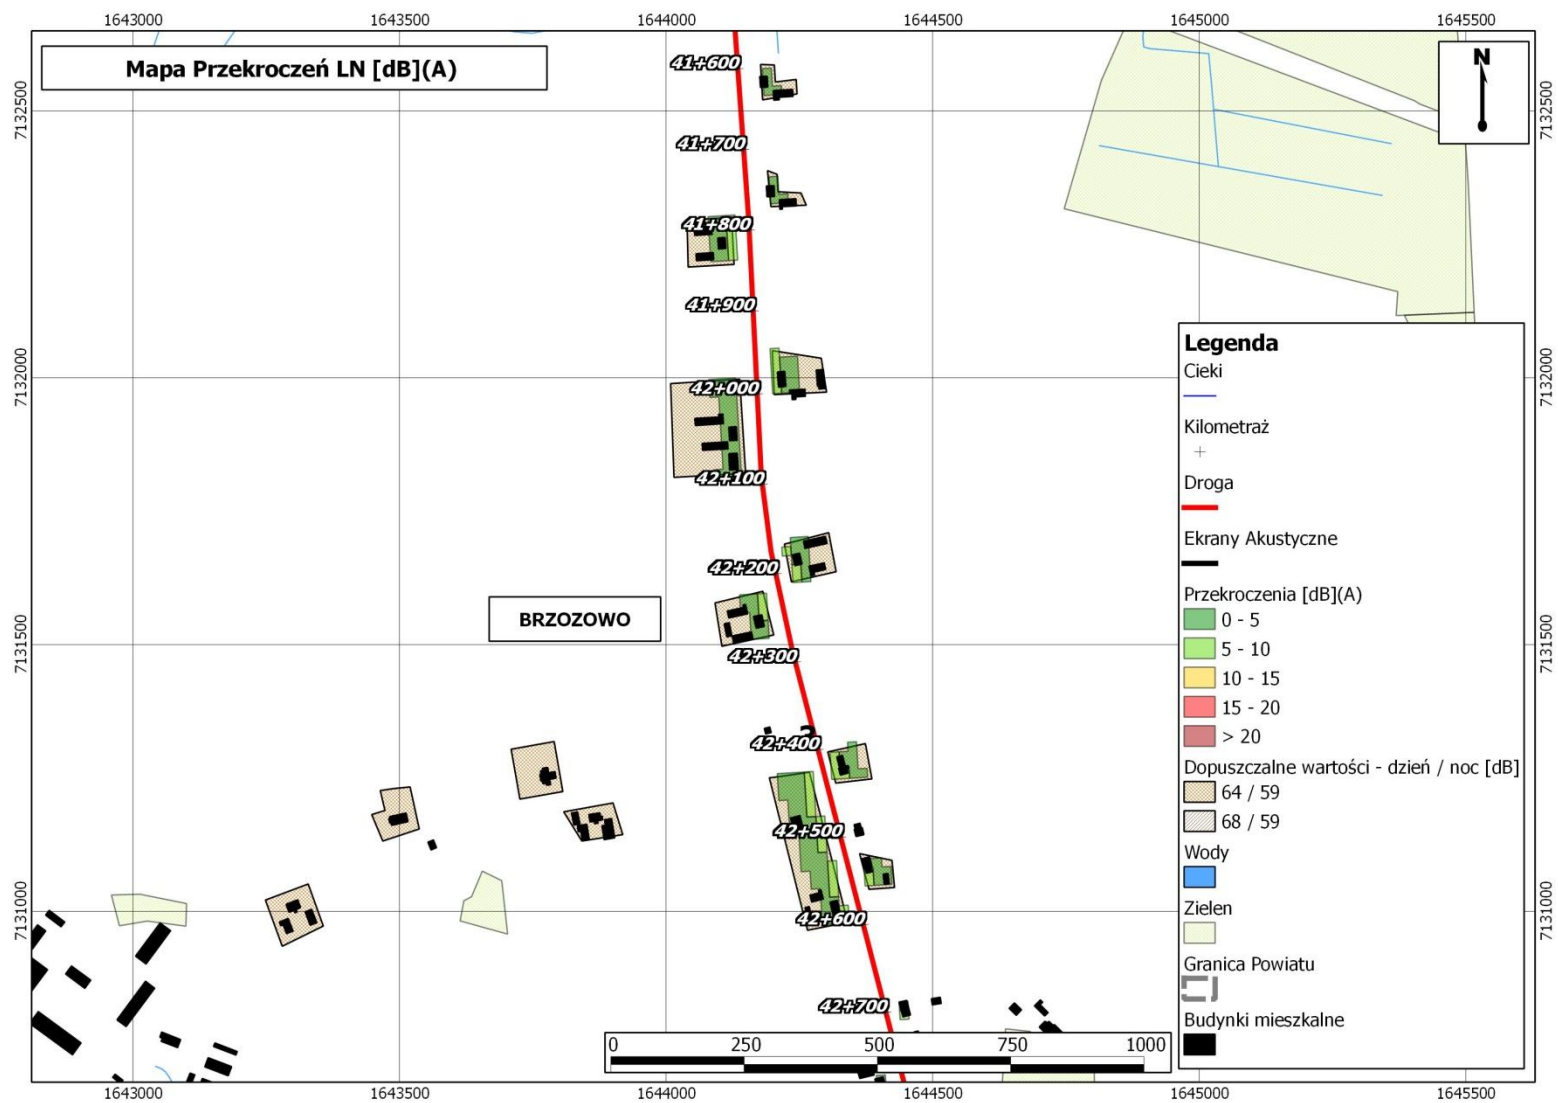 1643000 1643500 1644000 1644500 1645000 1645500
Mapa Przekroczeń LN [dB](A)
N
41+600
7132500 7132500
41+700
41+800
41+900
7132000 7132000
42+000
42+100
42+200
BRZOZOWO
7131500 7131500
42+300
42+400
42+500
7131000 7131000
42+600
42+700
Legenda
Cieki
Kilometraż
Droga
Ekrany Akustyczne
Przekroczenia [dB](A)
0 - 5
5 - 10
10 - 15
15 - 20
> 20
Dopuszczalne wartości - dzień / noc [dB]
64 / 59
68 / 59
Wody
Zielen
Granica Powiatu
Budynki mieszkalne
0 250 500 750 1000
1643000 1643500 1644000 1644500 1645000 1645500